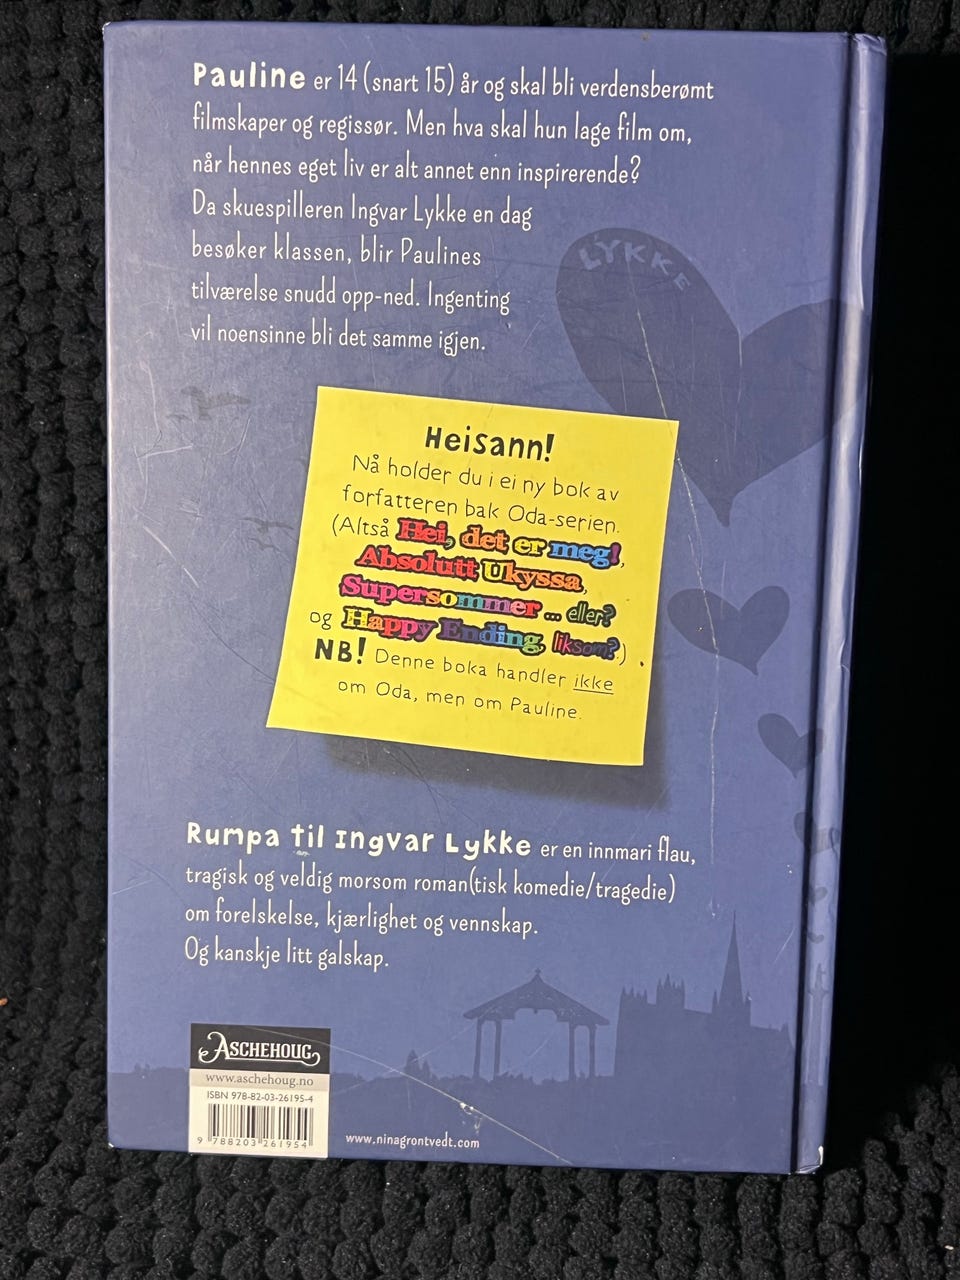 Pauline er 14 (snart 15) år og skal bli verdensberømt
filmskaper og regissør. Men hva skal hun lage film om,
når hennes eget liv er alt annet enn inspirerende?
Da skuespilleren Ingvar Lykke en dag
besøker klassen, blir Paulines
tilværelse snudd opp-ned. Ingenting
vil noensinne bli det samme igjen.
LYKKE
Heisann!
Nå holder du i ei ny bok av
forfatteren bak Oda-serien.
(Altså Hei, det er meg!,
Absolutt Ukyssa,
Supersommer ... eller?
og Happy Ending, liksom?.)
NB! Denne boka handler ikke
om Oda, men om Pauline.
Rumpa til Ingvar Lykke er en innmari flau,
tragisk og veldig morsom roman(tisk komedie/tragedie)
om forelskelse, kjærlighet og vennskap.
Og kanskje litt galskap.
ASCHEHOUG
www.aschehoug.no
ISBN 978-82-03-26195-4
9 788203 261954
www.ninagrontvedt.com